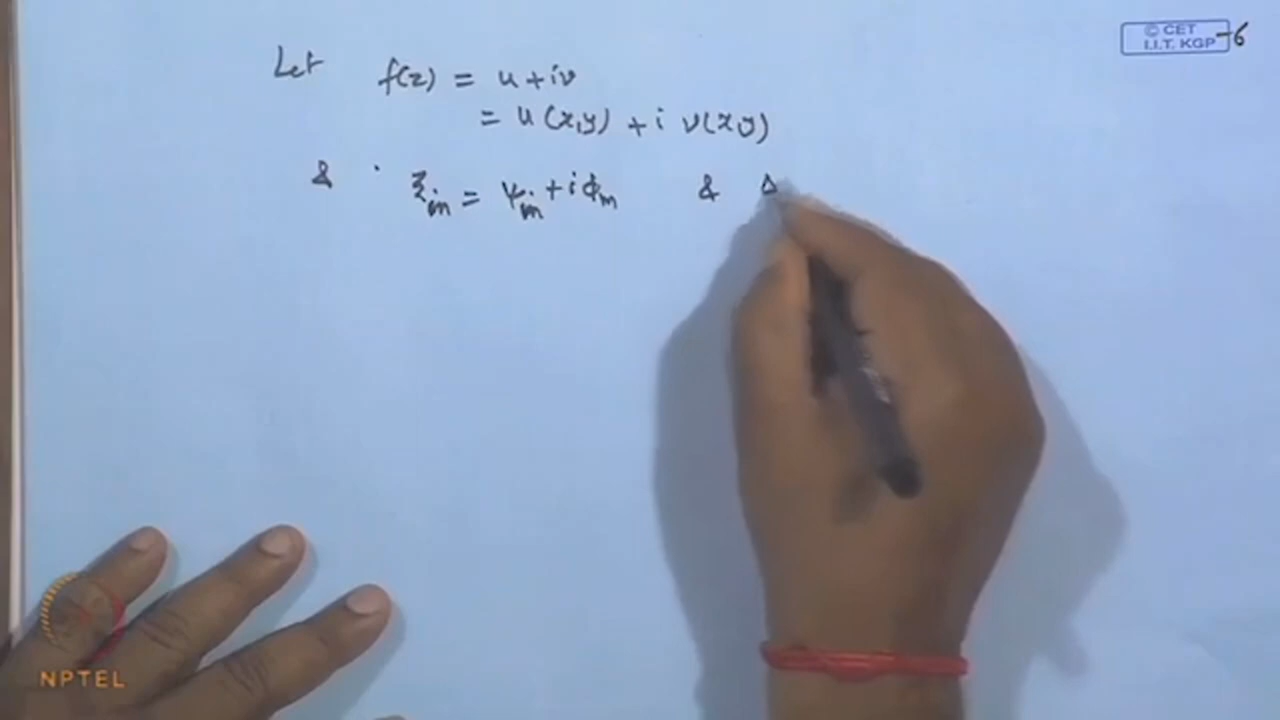 © CET
I.I.T. KGP -6
Let f(z) = u + iv
= u(x,y) + i v(x,y)
& ξₘ = ψₘ + iϕₘ & Δ
NPTEL